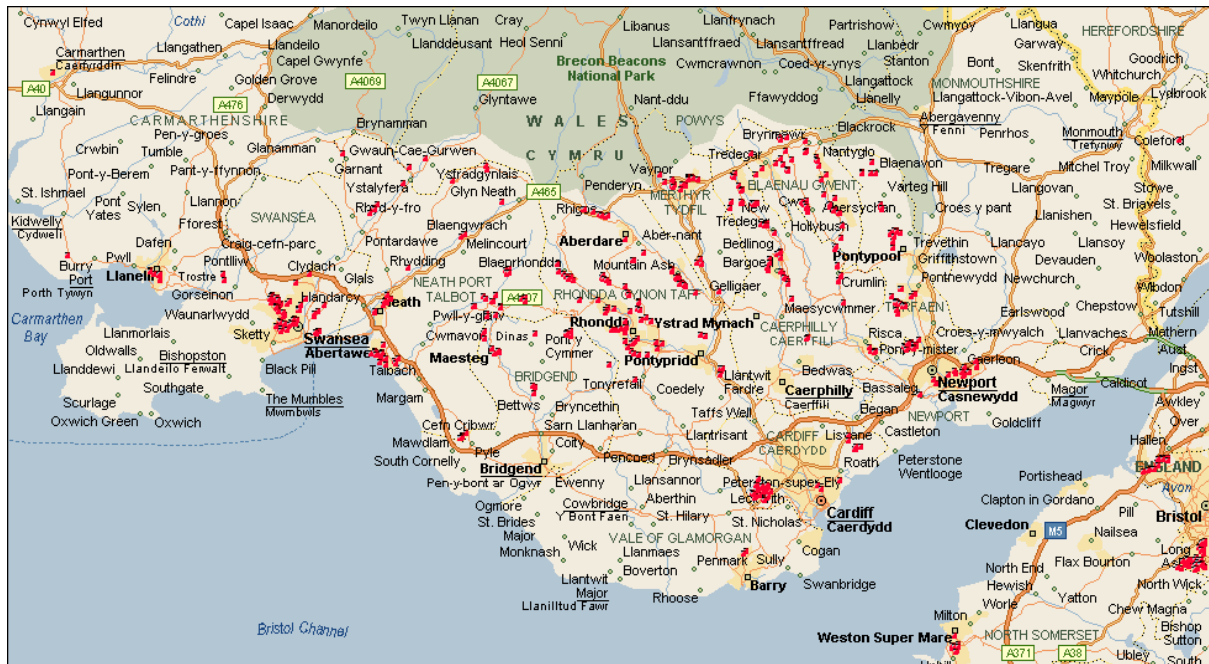 Cynwyl Elfed
Cothi
Capel Isaac
Manordeilo
Twyn Llanan
Cray
Libanus
Llanfrynach
Partrishow
Cwmyoy
Llangua
Garway
HEREFORDSHIRE
Carmarthen
Caerfyrddin
Llangathen
Llandeilo
Capel Gwynfe
Llanddeusant
Heol Senni
Llansantffraed
Llansantffread
Llanbedr
Stanton
Bont
Skenfrith
Goodrich
Whitchurch
Felindre
Golden Grove
A4069
A4067
Brecon Beacons
National Park
Cwmcrawnon
Coed-yr-ynys
Llangattock
MONMOUTHSHIRE
A40
Llangunnor
Derwydd
Glyntawe
Nant-ddu
Ffawyddog
Llanelly
Llangattock-Vibon-Avel
Maypole
Lydbrook
Llangain
A476
CARMARTHENSHIRE
Brynamman
WALES
POWYS
Brynmawr
Blackrock
Abergavenny
Y Fenni
Penrhos
Monmouth
Trefynwy
Coleford
Pen-y-groes
Crwbin
Tumble
Glanamman
Gwaun-Cae-Gurwen
CYMRU
Vaynor
Tredegar
Nantyglo
Blaenavon
Tregare
Mitchel Troy
Milkwall
Pont-y-Berem
Pant-y-ffynnon
Garnant
Ystradgynlais
Ystalyfera
Glyn Neath
A465
Penderyn
MERTHYR
TYDFIL
BLAENAU GWENT
Varteg Hill
Llangovan
Stowe
St. Ishmael
Pont
Yates
Sylen
Llannon
Rhyd-y-fro
Rhigos
New
Tredegar
Cwm
Abersychan
Croes y pant
Llanishen
St. Briavels
Hewelsfield
Kidwelly
Cydweli
Fforest
SWANSEA
Blaengwrach
Aberdare
Aber-nant
Hollybush
Dafen
Craig-cefn-parc
Pontardawe
Melincourt
Bedlinog
Trevethin
Llancayo
Llansoy
Pwll
Pontlliw
Clydach
Rhydding
Blaenrhondda
Mountain Ash
Bargoed
Pontypool
Griffithstown
Devauden
Woolaston
Burry
Port
Porth Tywyn
Llanelli
Trostre
Glais
NEATH PORT
TALBOT
RHONDDA CYNON TAFF
Gelligaer
Crumlin
Ponnewydd
Newchurch
Gorseinon
Llandarcy
Neath
A4107
TORFAEN
Wibdon
Carmarthen
Bay
Waunarlwydd
Pwll-y-glaw
Rhondda
Ystrad Mynach
Maesycwmmer
Earlswood
Chepstow
Tutshill
Llanmorlais
Sketty
Cwmavon
Dinas
CAERPHILLY
CAERFFILI
Risca
Croes-y-mwyalch
Llanvaches
Mathern
Oldwalls
Bishopston
Llandeilo Ferwalt
Swansea
Abertawe
Maesteg
Pont y
Cymmer
Pontypridd
Pont-y-mister
Caerleon
Crick
Aust
Llanddewi
Black Pill
Taibach
BRIDGEND
Tonyrefail
Llantwit
Fardre
Bedwas
Newport
Casnewydd
Ingst
Southgate
The Mumbles
Mwmbwls
Margam
Coedely
Caerphilly
Caerffili
Bassaleg
Magor
Magwyr
Caldicot
Scurlage
Bettws
Bryncethin
Taffs Well
Began
NEWPORT
Awkley
Oxwich Green
Oxwich
Cefn Cribwr
Sarn
Llanharan
Castleton
Goldcliff
Over
Mawdlam
Coity
Llantrisant
CARDIFF
CAERDYDD
Lisvane
Hallen
South Cornelly
Pyle
Pencoed
Brynsadler
Roath
Peterstone
Wentlooge
Portishead
ENGLAND
Bridgend
Pen-y-bont ar Ogwr
Ewenny
Llansannor
Peterston-super-Ely
Avon
Cowbridge
Y Bont Faen
Aberthin
Leckwith
Clapton in Gordano
Ogmore
St. Hilary
St. Nicholas
Cardiff
Caerdydd
Pill
Bristol
St. Brides
Major
Clevedon
M5
Nailsea
Monknash
Wick
VALE OF GLAMORGAN
Llanmaes
Cogan
Long
Boverton
Penmark
Sully
North End
Flax Bourton
Llantwit
Major
Llanilltud Fawr
Rhoose
Barry
Swanbridge
Hewish
Yatton
North Wick
Worle
Chew Magna
Bristol Channel
Milton
Weston Super Mare
NORTH SOMERSET
Bishop
Sutton
A371
A38
Ubley
South